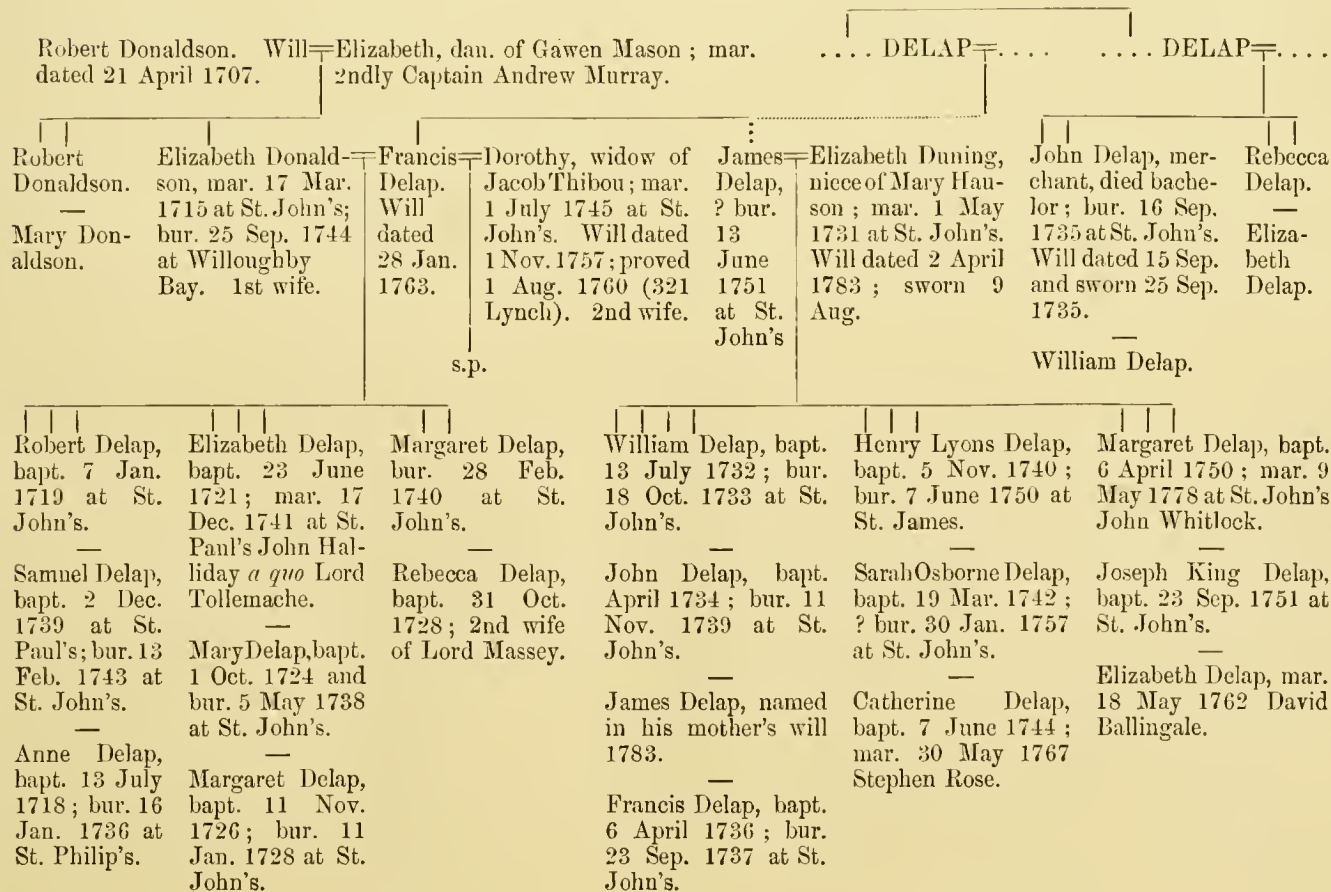 Robert Donaldson. Will╤Elizabeth, dau. of Gawen Mason ; mar.
dated 21 April 1707. 2ndly Captain Andrew Murray.
.... DELAP╤.... .... DELAP╤....
Robert
Donaldson.
—
Mary Don-
aldson.
Elizabeth Donald-
son, mar. 17 Mar.
1715 at St. John's;
bur. 25 Sep. 1744
at Willoughby
Bay. 1st wife.
╤Francis╤
Delap.
Will
dated
28 Jan.
1763.
Dorothy, widow of
Jacob Thibou; mar.
1 July 1745 at St.
John's. Will dated
1 Nov. 1757; proved
1 Aug. 1760 (321
Lynch). 2nd wife.
s.p.
James╤
Delap,
? bur.
13
June
1751
at St.
John's
Elizabeth Duning,
niece of Mary Hau-
son ; mar. 1 May
1731 at St. John's.
Will dated 2 April
1783 ; sworn 9
Aug.
John Delap, mer-
chant, died bache-
lor; bur. 16 Sep.
1735 at St. John's.
Will dated 15 Sep.
and sworn 25 Sep.
1735.
—
William Delap.
Rebecca
Delap.
—
Eliza-
beth
Delap.
Robert Delap,
bapt. 7 Jan.
1719 at St.
John's.
—
Samuel Delap,
bapt. 2 Dec.
1739 at St.
Paul's; bur. 13
Feb. 1743 at
St. John's.
—
Anne Delap,
bapt. 13 July
1718 ; bur. 16
Jan. 1736 at
St. Philip's.
Elizabeth Delap,
bapt. 23 June
1721 ; mar. 17
Dec. 1741 at St.
Paul's John Hal-
liday a quo Lord
Tollemache.
—
Mary Delap, bapt.
1 Oct. 1724 and
bur. 5 May 1738
at St. John's.
—
Margaret Delap,
bapt. 11 Nov.
1726; bur. 11
Jan. 1728 at St.
John's.
Margaret Delap,
bur. 28 Feb.
1740 at St.
John's.
—
Rebecca Delap,
bapt. 31 Oct.
1728 ; 2nd wife
of Lord Massey.
William Delap, bapt.
13 July 1732 ; bur.
18 Oct. 1733 at St.
John's.
—
John Delap, bapt.
April 1734 ; bur. 11
Nov. 1739 at St.
John's.
—
James Delap, named
in his mother's will
1783.
—
Francis Delap, bapt.
6 April 1736 ; bur.
23 Sep. 1737 at St.
John's.
Henry Lyons Delap,
bapt. 5 Nov. 1740 ;
bur. 7 June 1750 at
St. James.
—
Sarah Osborne Delap,
bapt. 19 Mar. 1742 ;
? bur. 30 Jan. 1757
at St. John's.
—
Catherine Delap,
bapt. 7 June 1744 ;
mar. 30 May 1767
Stephen Rose.
Margaret Delap, bapt.
6 April 1750 ; mar. 9
May 1778 at St. John's
John Whitlock.
—
Joseph King Delap,
bapt. 23 Sep. 1751 at
St. John's.
—
Elizabeth Delap, mar.
18 May 1762 David
Ballingale.